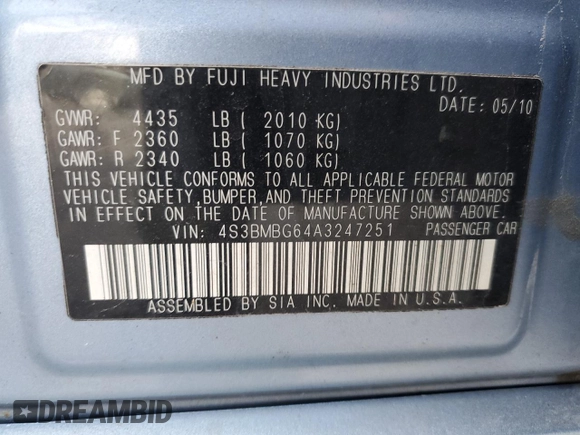 MFD BY FUJI HEAVY INDUSTRIES LTD.
DATE: 05/10
GVWR: 4435 LB ( 2010 KG)
GAWR: F 2360 LB ( 1070 KG)
GAWR: R 2340 LB ( 1060 KG)
THIS VEHICLE CONFORMS TO ALL APPLICABLE FEDERAL MOTOR
VEHICLE SAFETY,BUMPER,AND THEFT PREVENTION STANDARDS
IN EFFECT ON THE DATE OF MANUFACTURE SHOWN ABOVE.
VIN: 4S3BMBG64A3247251 PASSENGER CAR
ASSEMBLED BY SIA INC. MADE IN U.S.A.
DREAMBID